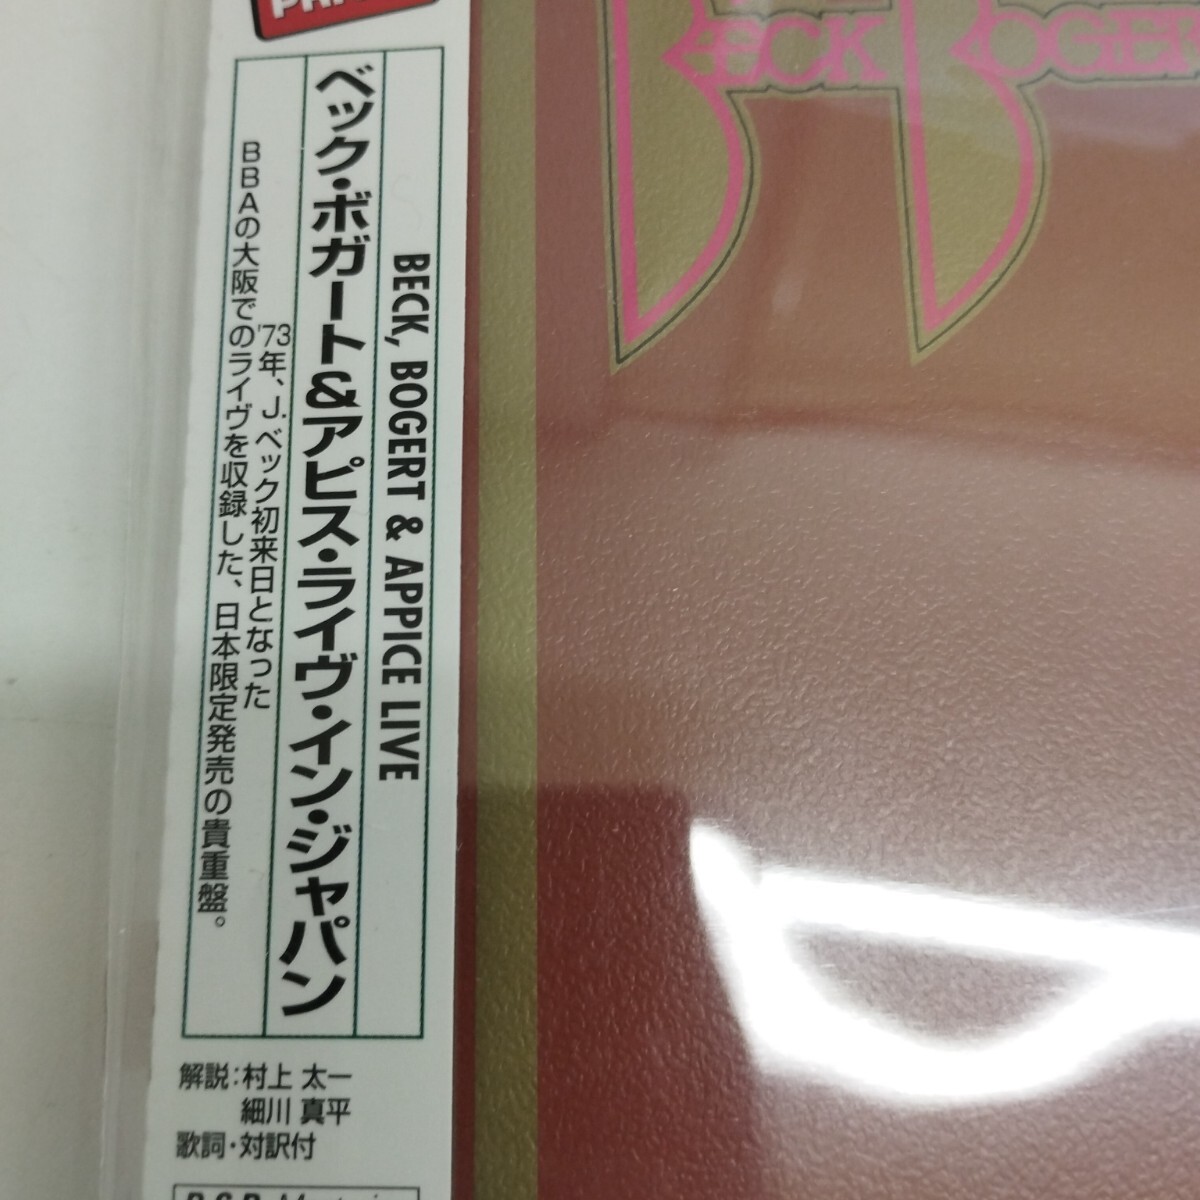 BECK, BOGERT & APPICE LIVE
ベック・ボガート&アピス・ライヴ・イン・ジャパン
'73年、J.ベック初来日となった
BBAの大阪でのライヴを収録した、日本限定発売の貴重盤。
解説:村上 太一
細川 真平
歌詞・対訳付
BECK BOGER